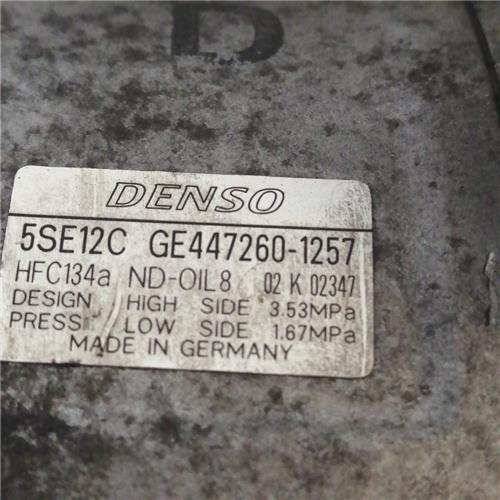 D
DENSO
5SE12C GE447260-1257
HFC134a ND-OIL8 02 K 02347
DESIGN HIGH SIDE 3.53MPa
PRESS LOW SIDE 1.67MPa
MADE IN GERMANY